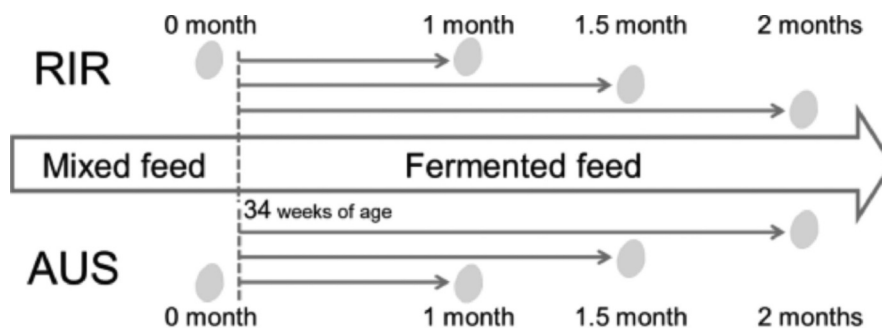 0 month 1 month 1.5 month 2 months
RIR
Mixed feed Fermented feed
34 weeks of age
AUS
0 month 1 month 1.5 month 2 months